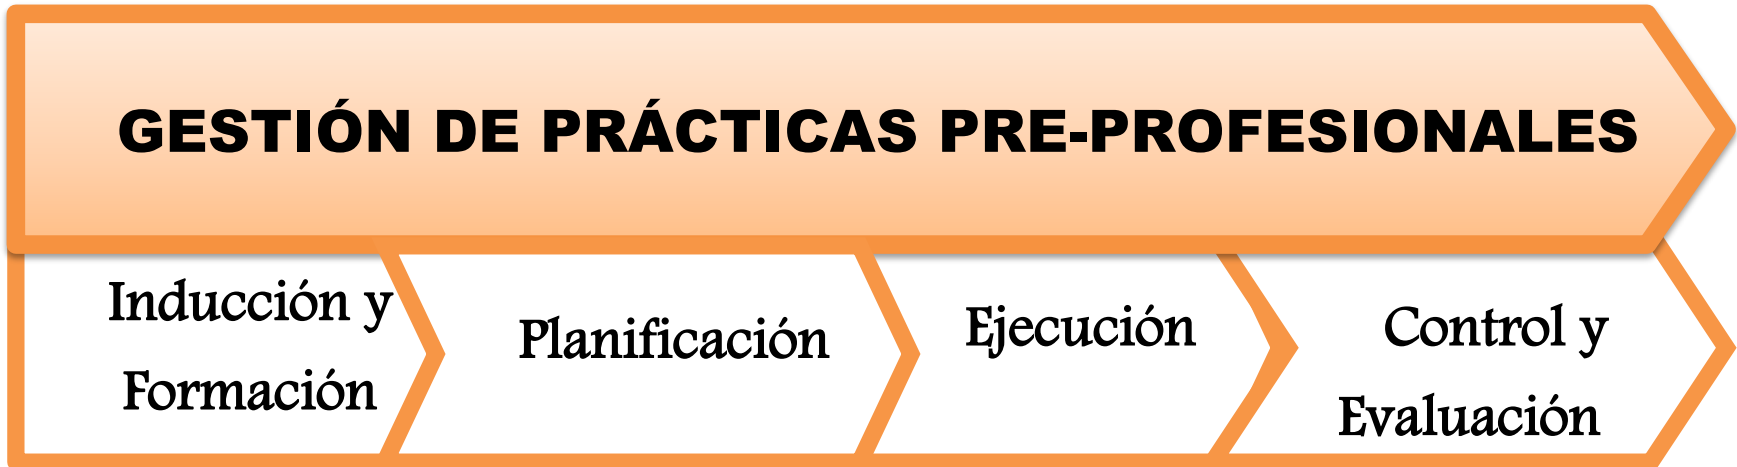 GESTIÓN DE PRÁCTICAS PRE-PROFESIONALES
Inducción y
Formación
Planificación
Ejecución
Control y
Evaluación